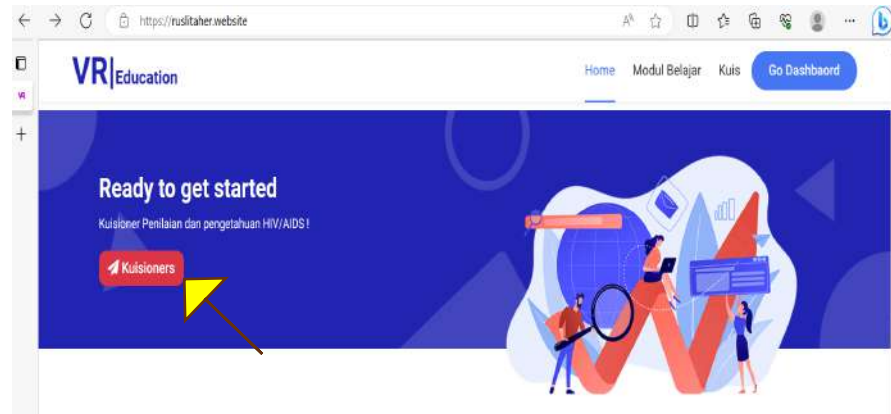 https://ruslitaher.website
VR|Education
Home Modul Belajar Kuis Go Dashbaord
Ready to get started
Kuisioner Penilaian dan pengetahuan HIV/AIDS!
Kuisioners